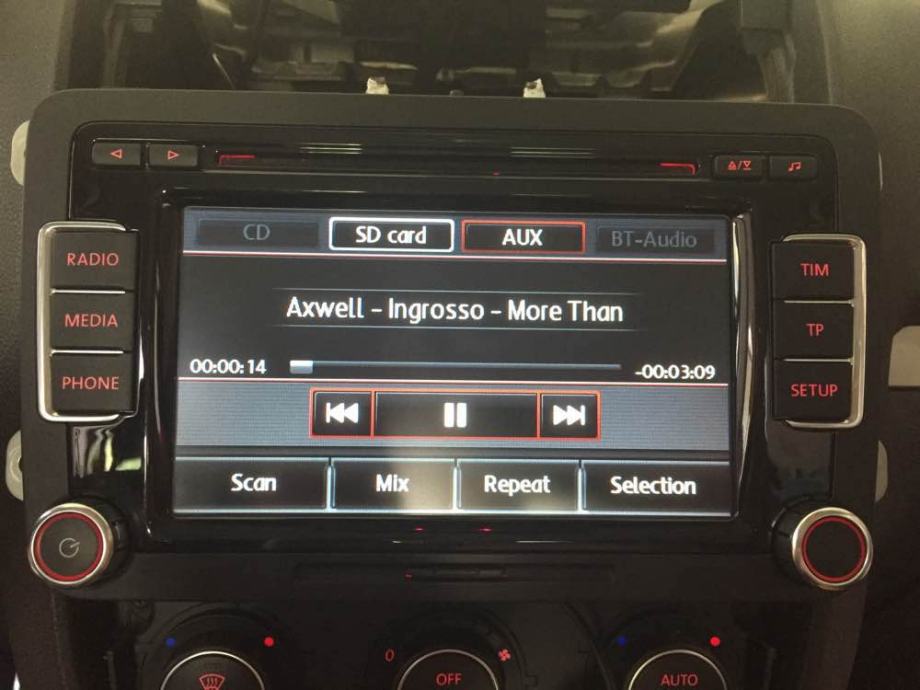 CD SD card AUX BT-Audio
RADIO
TIM
Axwell - Ingrosso - More Than
MEDIA
TP
00:00:14 -00:03:09
PHONE
SETUP
Scan Mix Repeat Selection
0
OFF
AUTO